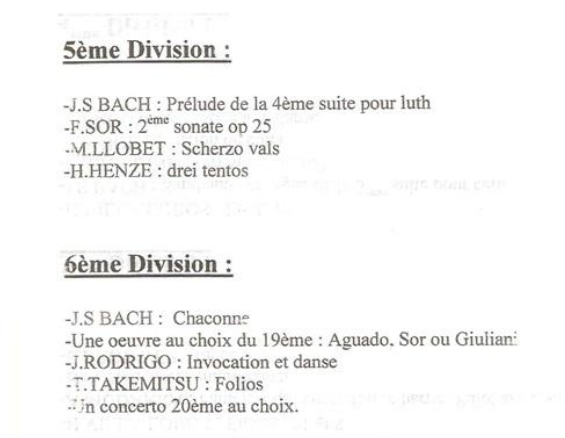 5ème Division :
-J.S BACH : Prélude de la 4ème suite pour luth
-F.SOR : 2ème sonate op 25
-M.LLOBET : Scherzo vals
-H.HENZE : drei tentos
6ème Division :
-J.S BACH : Chaconne
-Une oeuvre au choix du 19ème : Aguado, Sor ou Giuliani
-J.RODRIGO : Invocation et danse
-T.TAKEMITSU : Folios
-Un concerto 20ème au choix.